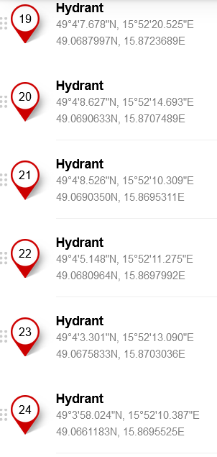 19
Hydrant
49°4'7.678"N, 15°52'20.525"E
49.0687997N, 15.8723689E
20
Hydrant
49°4'8.627"N, 15°52'14.693"E
49.0690633N, 15.8707489E
21
Hydrant
49°4'8.526"N, 15°52'10.309"E
49.0690350N, 15.8695311E
22
Hydrant
49°4'5.148"N, 15°52'11.275"E
49.0680964N, 15.8697992E
23
Hydrant
49°4'3.301"N, 15°52'13.090"E
49.0675833N, 15.8703036E
24
Hydrant
49°3'58.024"N, 15°52'10.387"E
49.0661183N, 15.8695525E